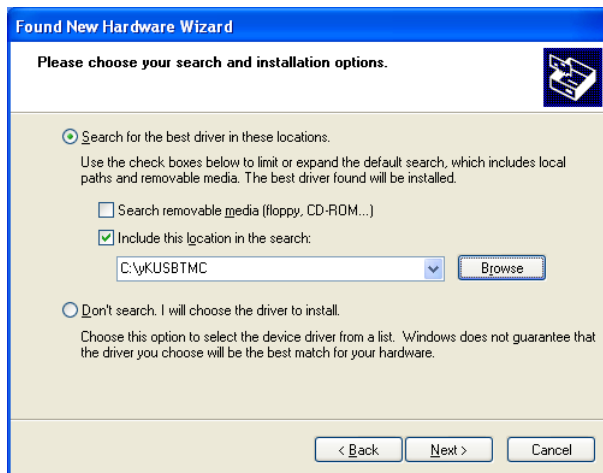 Found New Hardware Wizard
Please choose your search and installation options.
Search for the best driver in these locations.
Use the check boxes below to limit or expand the default search, which includes local
paths and removable media. The best driver found will be installed.
Search removable media (floppy, CD-ROM...)
Include this location in the search:
C:\yKUSBTMC
Browse
Don't search. I will choose the driver to install.
Choose this option to select the device driver from a list. Windows does not guarantee that
the driver you choose will be the best match for your hardware.
< Back Next > Cancel